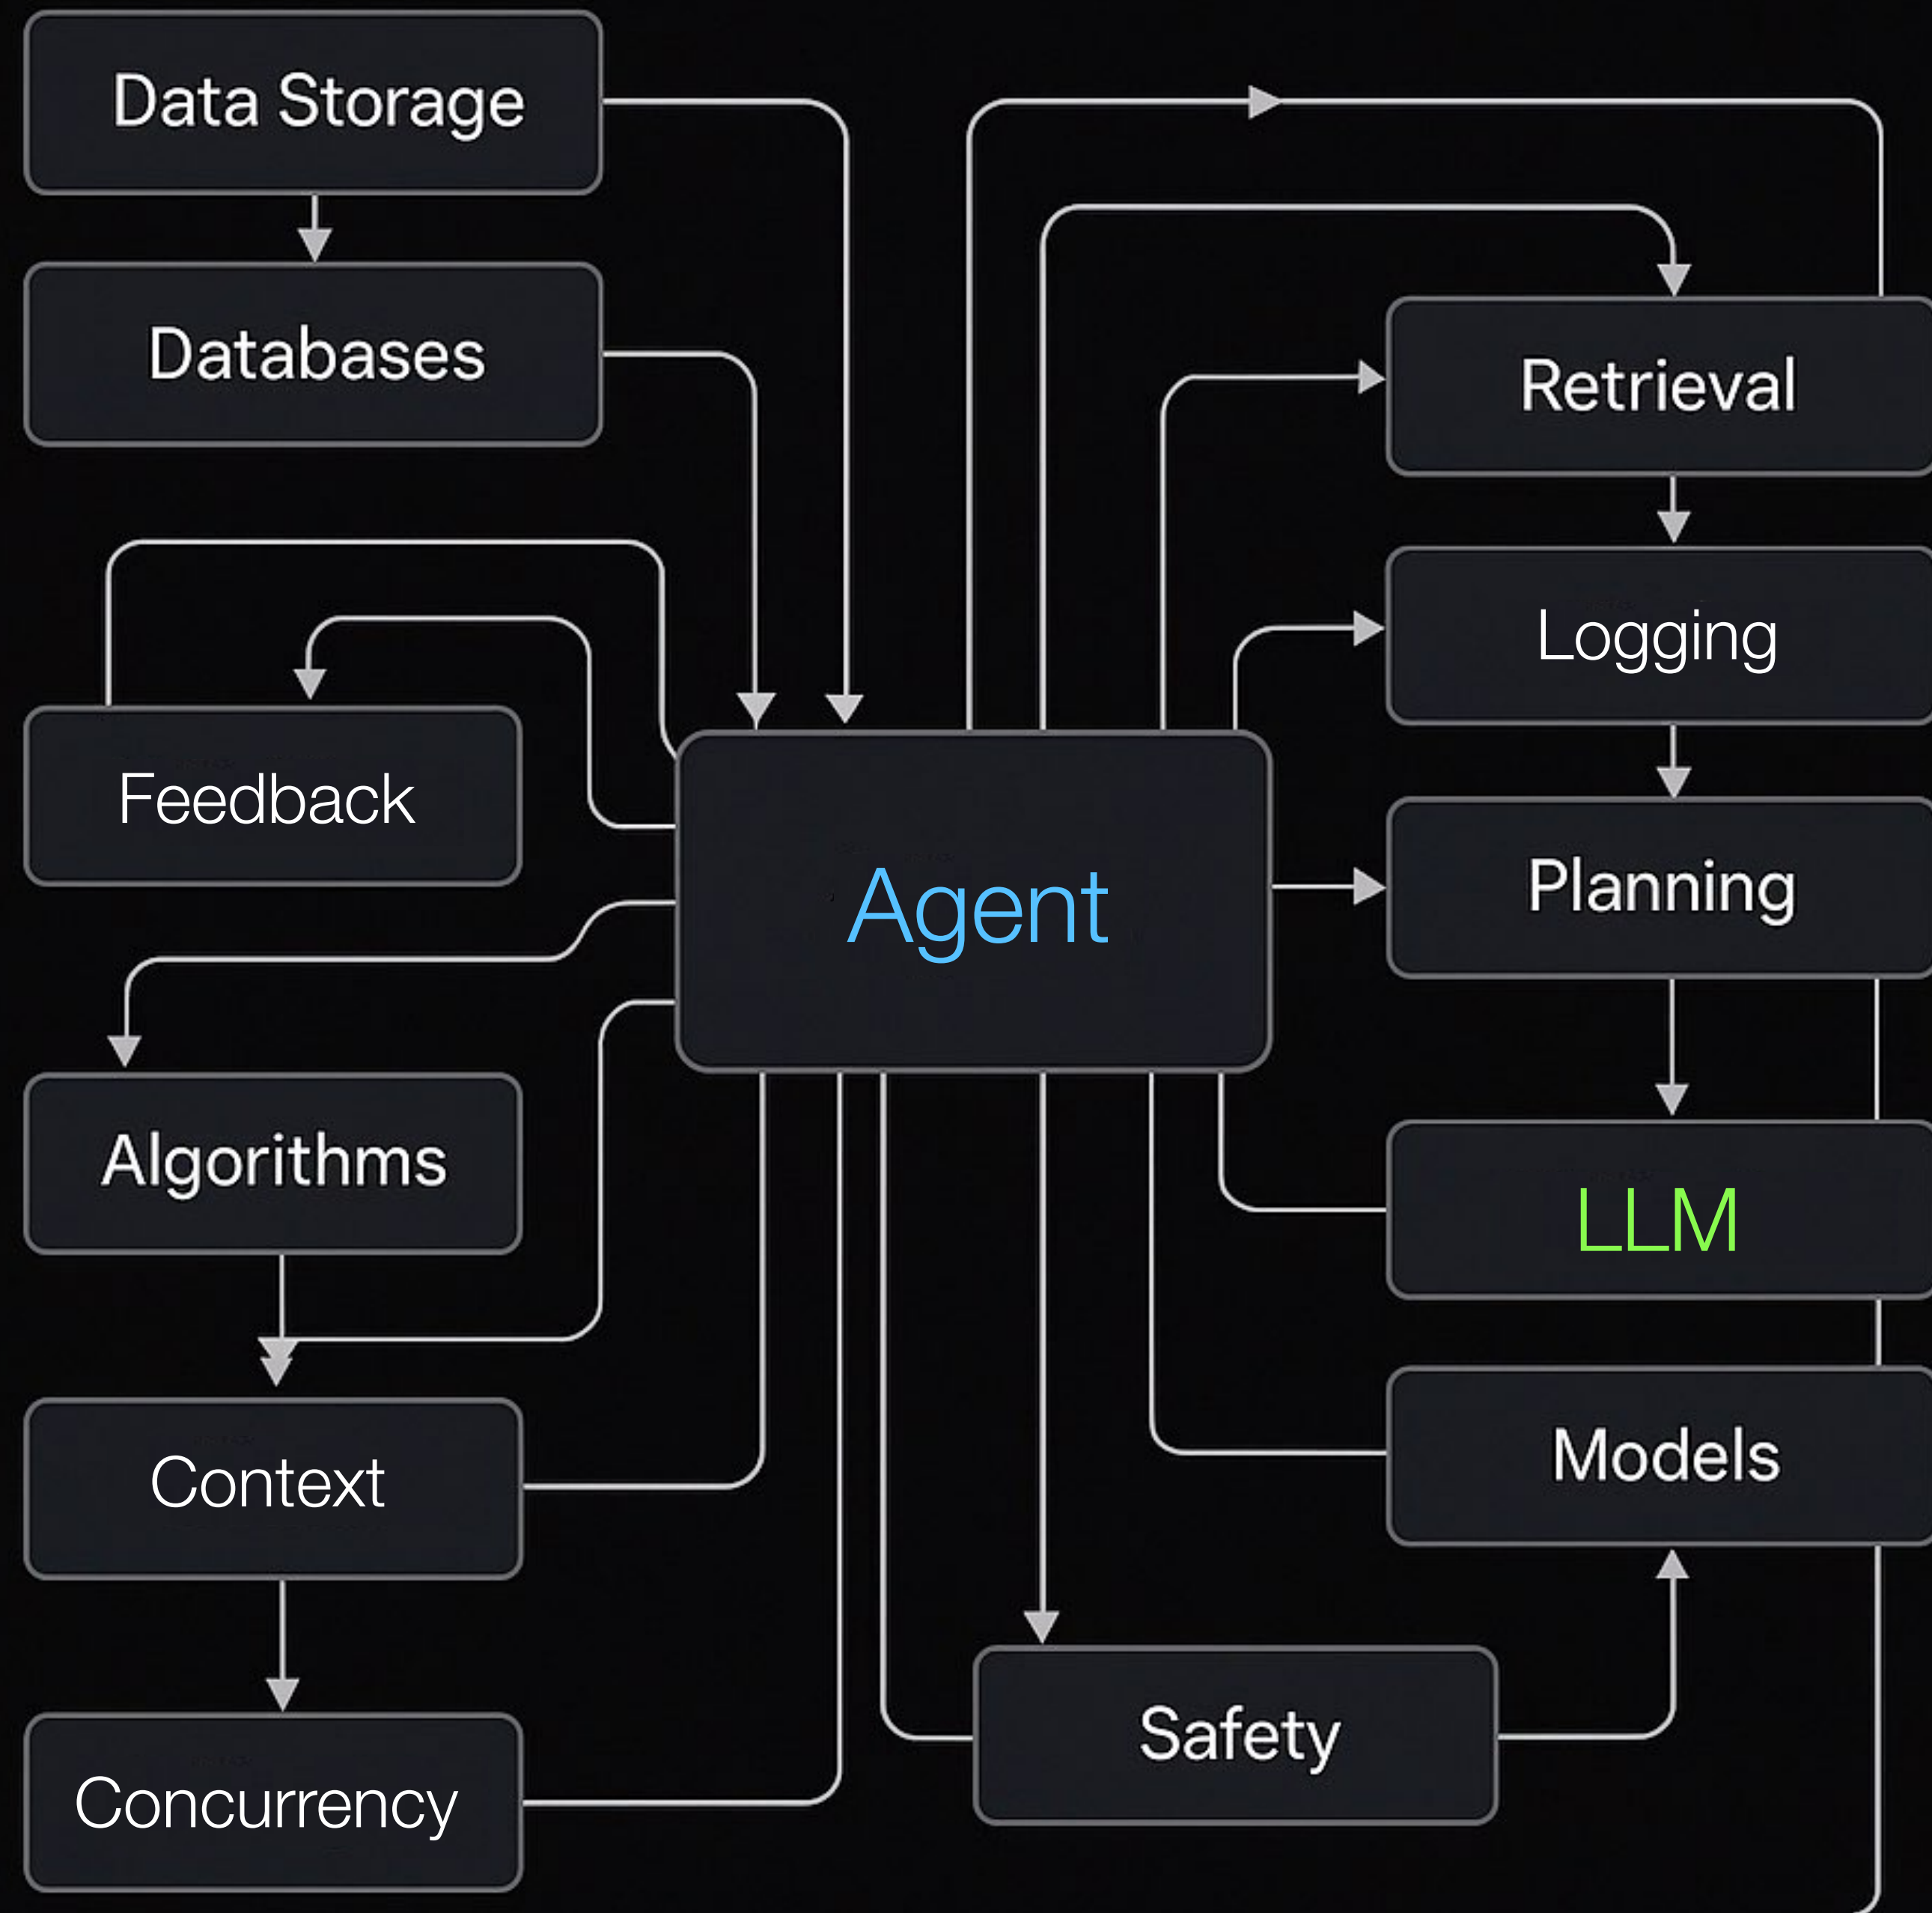 Data Storage
Databases
Retrieval
Logging
Feedback
Agent
Planning
Algorithms
LLM
Context
Models
Safety
Concurrency